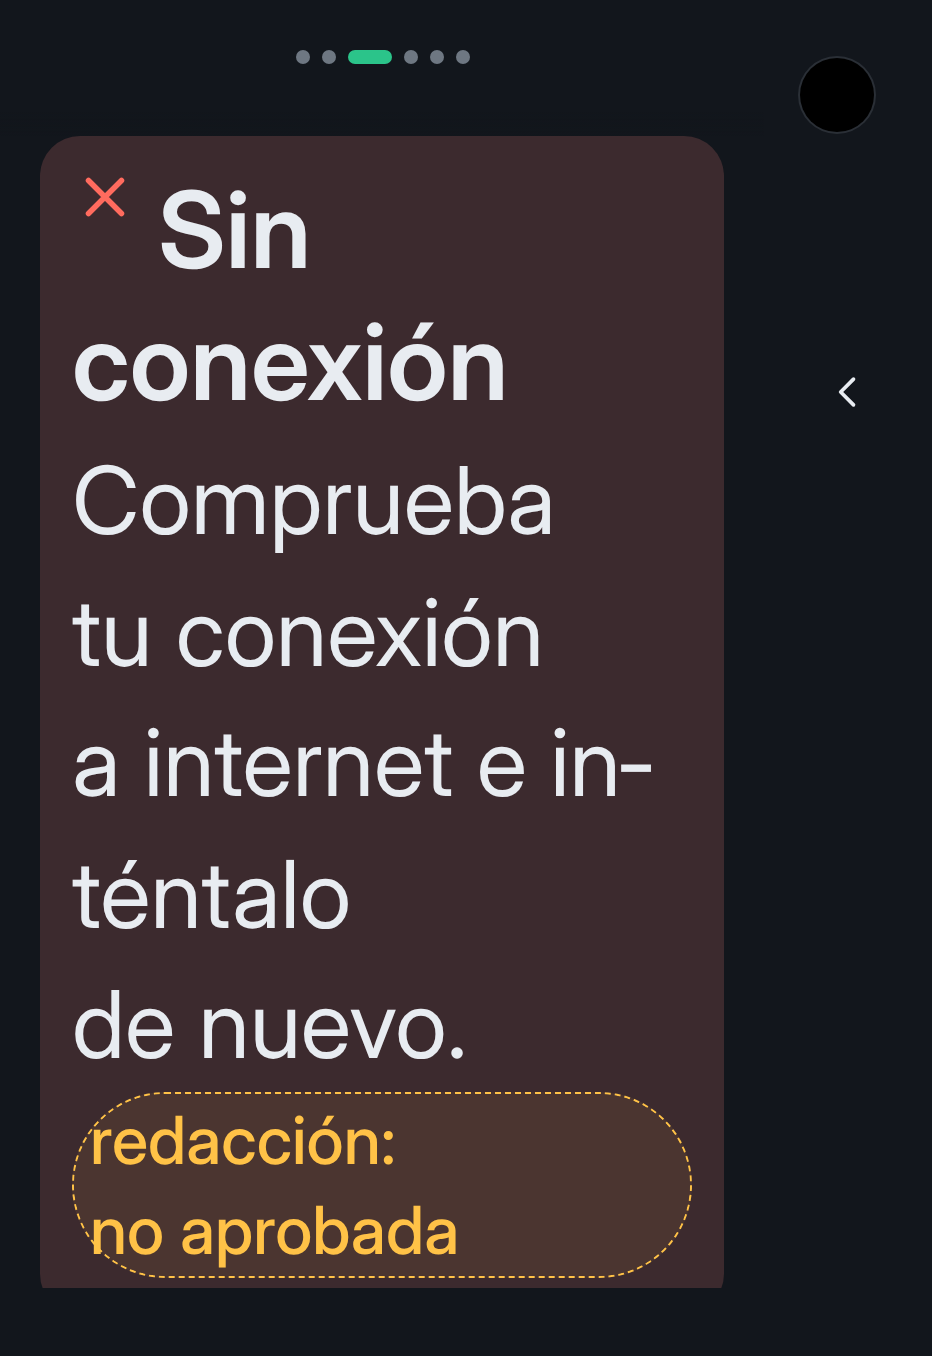 Sin
conexión
Comprueba
tu conexión
a internet e in-
téntalo
de nuevo.
redacción:
no aprobada